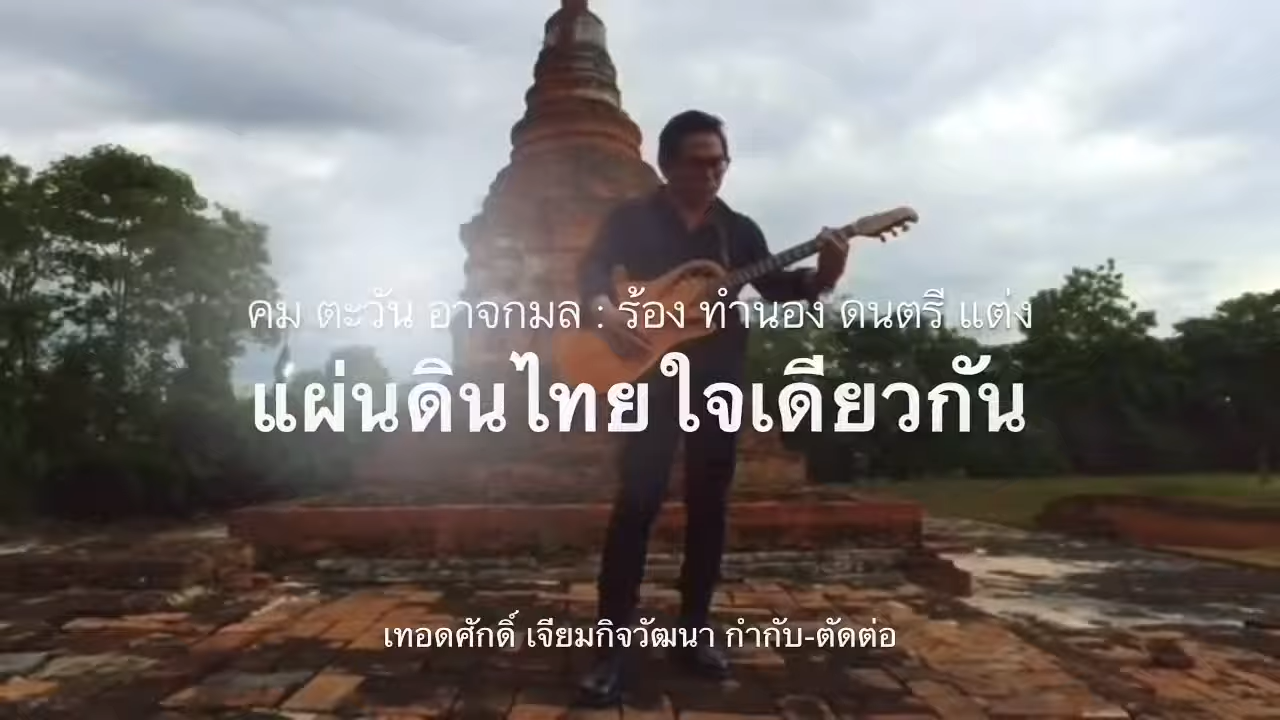 คม ตะวัน อาจกมล : ร้อง ทำนอง ดนตรี แต่ง
แผ่นดินไทย ใจเดียวกัน
เทอดศักดิ์ เจียมกิจวัฒนา กำกับ-ตัดต่อ